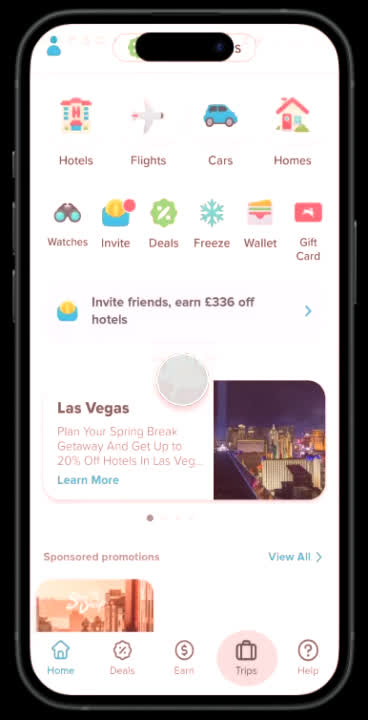 Hotels
Flights
Cars
Homes
Watches
Invite
Deals
Freeze
Wallet
Gift
Card
Invite friends, earn £336 off
hotels
Las Vegas
Plan Your Spring Break
Getaway And Get Up to
20% Off Hotels In Las Veg...
Learn More
Sponsored promotions
View All
Home
Deals
Earn
Trips
Help